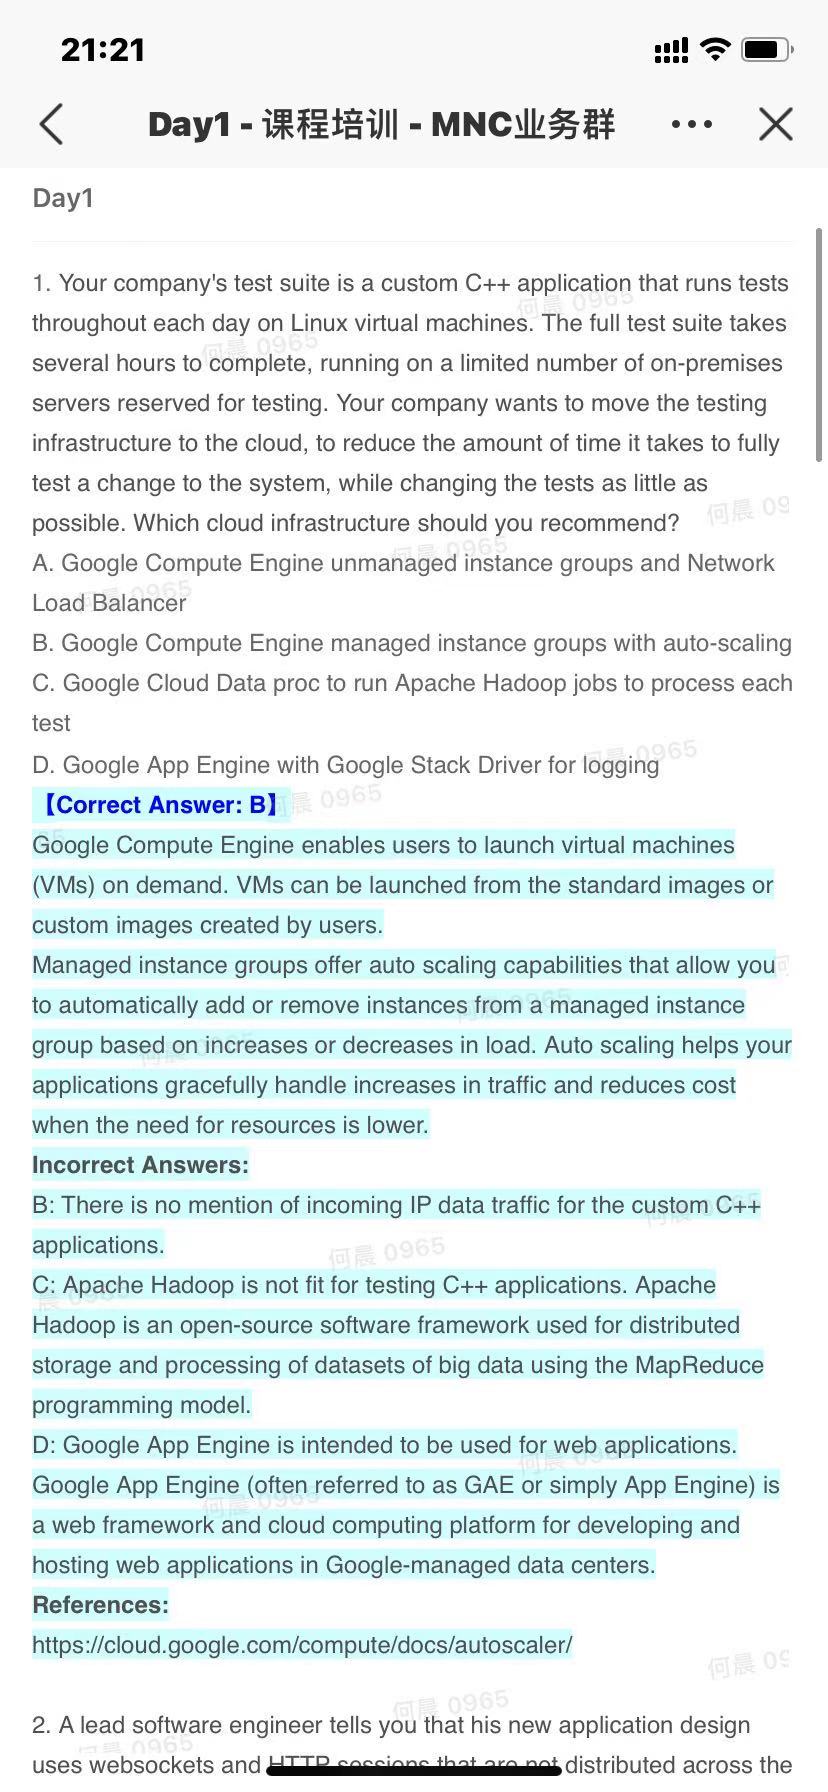 21:21
Day1 - 课程培训 - MNC业务群
Day1
1. Your company's test suite is a custom C++ application that runs tests
throughout each day on Linux virtual machines. The full test suite takes
several hours to complete, running on a limited number of on-premises
servers reserved for testing. Your company wants to move the testing
infrastructure to the cloud, to reduce the amount of time it takes to fully
test a change to the system, while changing the tests as little as
possible. Which cloud infrastructure should you recommend?
A. Google Compute Engine unmanaged instance groups and Network
Load Balancer
B. Google Compute Engine managed instance groups with auto-scaling
C. Google Cloud Data proc to run Apache Hadoop jobs to process each
test
D. Google App Engine with Google Stack Driver for logging
【Correct Answer: B】
Google Compute Engine enables users to launch virtual machines
(VMs) on demand. VMs can be launched from the standard images or
custom images created by users.
Managed instance groups offer auto scaling capabilities that allow you
to automatically add or remove instances from a managed instance
group based on increases or decreases in load. Auto scaling helps your
applications gracefully handle increases in traffic and reduces cost
when the need for resources is lower.
Incorrect Answers:
B: There is no mention of incoming IP data traffic for the custom C++
applications.
C: Apache Hadoop is not fit for testing C++ applications. Apache
Hadoop is an open-source software framework used for distributed
storage and processing of datasets of big data using the MapReduce
programming model.
D: Google App Engine is intended to be used for web applications.
Google App Engine (often referred to as GAE or simply App Engine) is
a web framework and cloud computing platform for developing and
hosting web applications in Google-managed data centers.
References:
https://cloud.google.com/compute/docs/autoscaler/
2. A lead software engineer tells you that his new application design
uses websockets and HTTP sessions that are not distributed across the
何晨 0965